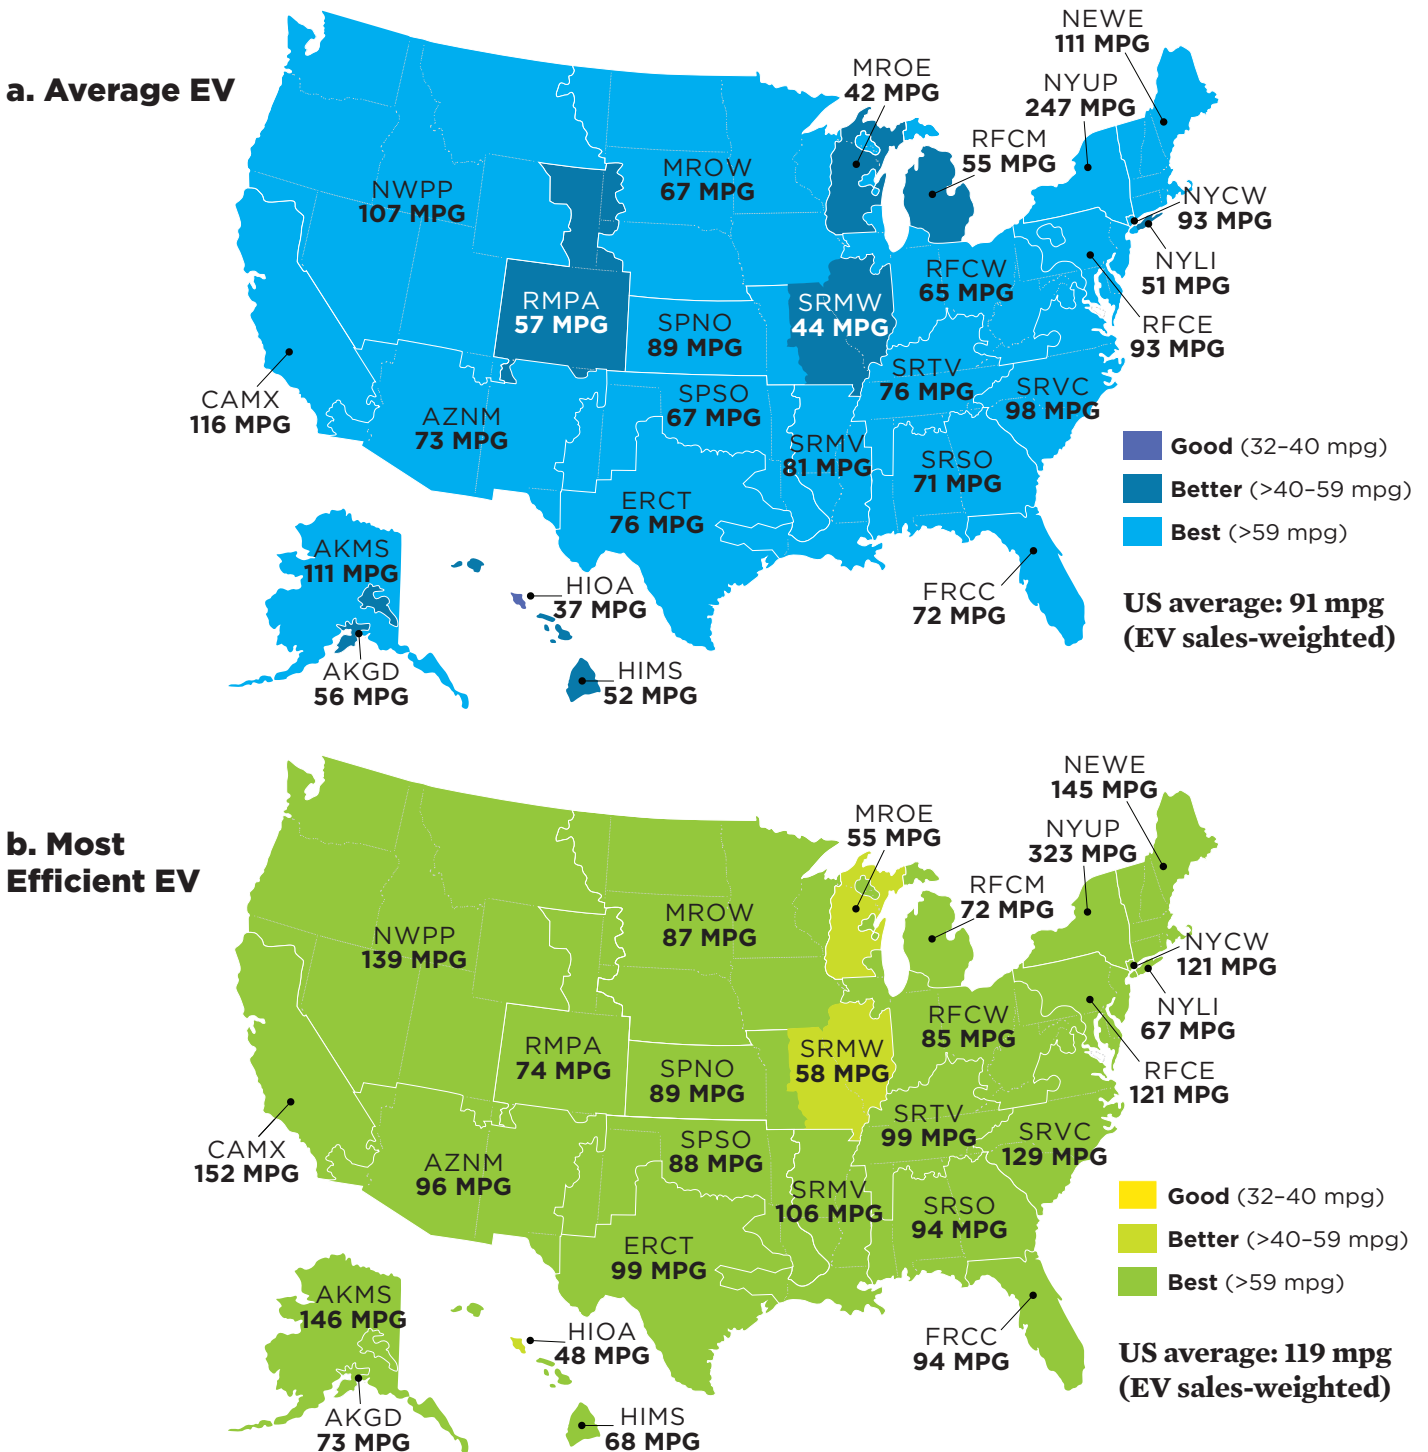 a. Average EV
NEWE
111 MPG
MROE
42 MPG
NYUP
247 MPG
RFCM
55 MPG
MROW
67 MPG
NWPP
107 MPG
NYCW
93 MPG
NYLI
51 MPG
RFCW
65 MPG
RMPA
57 MPG
SRMW
44 MPG
SPNO
89 MPG
RFCE
93 MPG
SRTV
76 MPG
SRVC
98 MPG
CAMX
116 MPG
AZNM
73 MPG
SPSO
67 MPG
SRMV
81 MPG
SRSO
71 MPG
ERCT
76 MPG
Good (32–40 mpg)
Better (>40–59 mpg)
Best (>59 mpg)
AKMS
111 MPG
HIOA
37 MPG
FRCC
72 MPG
AKGD
56 MPG
HIMS
52 MPG
US average: 91 mpg
(EV sales-weighted)
b. Most
Efficient EV
NEWE
145 MPG
MROE
55 MPG
NYUP
323 MPG
RFCM
72 MPG
MROW
87 MPG
NWPP
139 MPG
NYCW
121 MPG
NYLI
67 MPG
RFCW
85 MPG
RMPA
74 MPG
SRMW
58 MPG
SPNO
89 MPG
RFCE
121 MPG
SRTV
99 MPG
SRVC
129 MPG
CAMX
152 MPG
AZNM
96 MPG
SPSO
88 MPG
SRMV
106 MPG
SRSO
94 MPG
ERCT
99 MPG
Good (32–40 mpg)
Better (>40–59 mpg)
Best (>59 mpg)
AKMS
146 MPG
HIOA
48 MPG
FRCC
94 MPG
AKGD
73 MPG
HIMS
68 MPG
US average: 119 mpg
(EV sales-weighted)